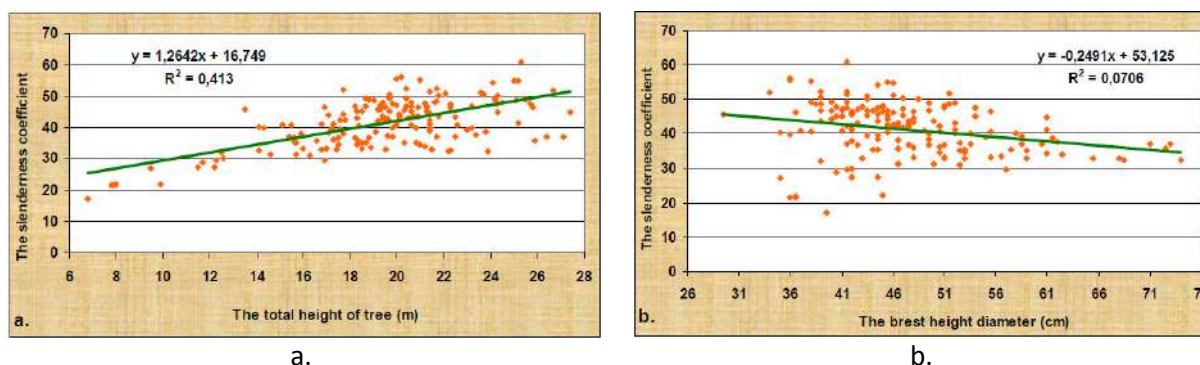 y = 1,2642x + 16,749
R² = 0,413
The slenderness coefficient
70
60
50
40
30
20
10
0
6 8 10 12 14 16 18 20 22 24 26 28
The total height of tree (m)
a.
a.
y = -0,2491x + 53,125
R² = 0,0706
The slenderness coefficient
70
60
50
40
30
20
10
0
26 31 36 41 46 51 56 61 66 71
The brest height diameter (cm)
b.
b.